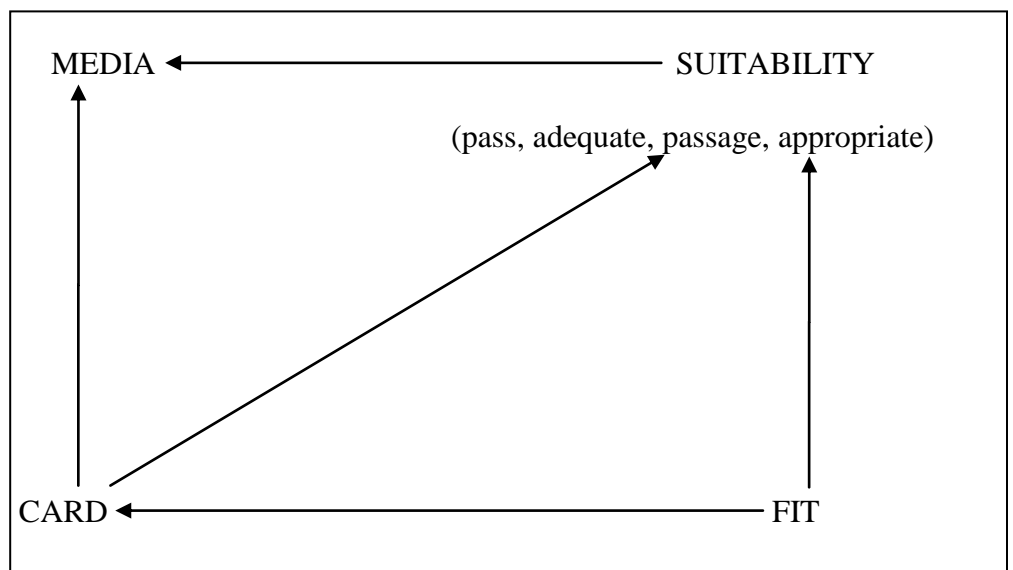 MEDIA SUITABILITY
(pass, adequate, passage, appropriate)
CARD FIT